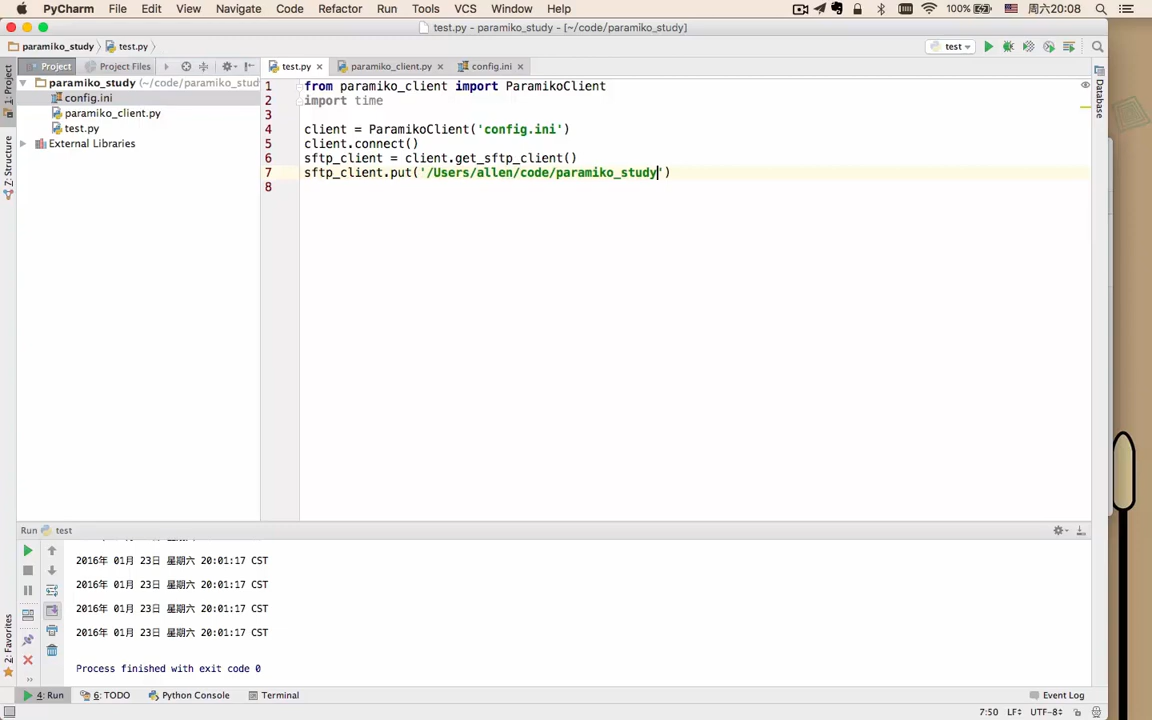 PyCharm File Edit View Navigate Code Refactor Run Tools VCS Window Help 100% 周六20:08
test.py - paramiko_study - [~/code/paramiko_study]
paramiko_study test.py test
Project Project Files test.py paramiko_client.py config.ini
1: Project
Z: Structure
2: Favorites
Database
paramiko_study (~/code/paramiko_stud
config.ini
paramiko_client.py
test.py
External Libraries
1 from paramiko_client import ParamikoClient
2 import time
3
4 client = ParamikoClient('config.ini')
5 client.connect()
6 sftp_client = client.get_sftp_client()
7 sftp_client.put('/Users/allen/code/paramiko_study')
8
Run test
2016年 01月 23日 星期六 20:01:17 CST
2016年 01月 23日 星期六 20:01:17 CST
2016年 01月 23日 星期六 20:01:17 CST
2016年 01月 23日 星期六 20:01:17 CST
Process finished with exit code 0
4: Run 6: TODO Python Console Terminal Event Log
7:50 LF÷ UTF-8÷